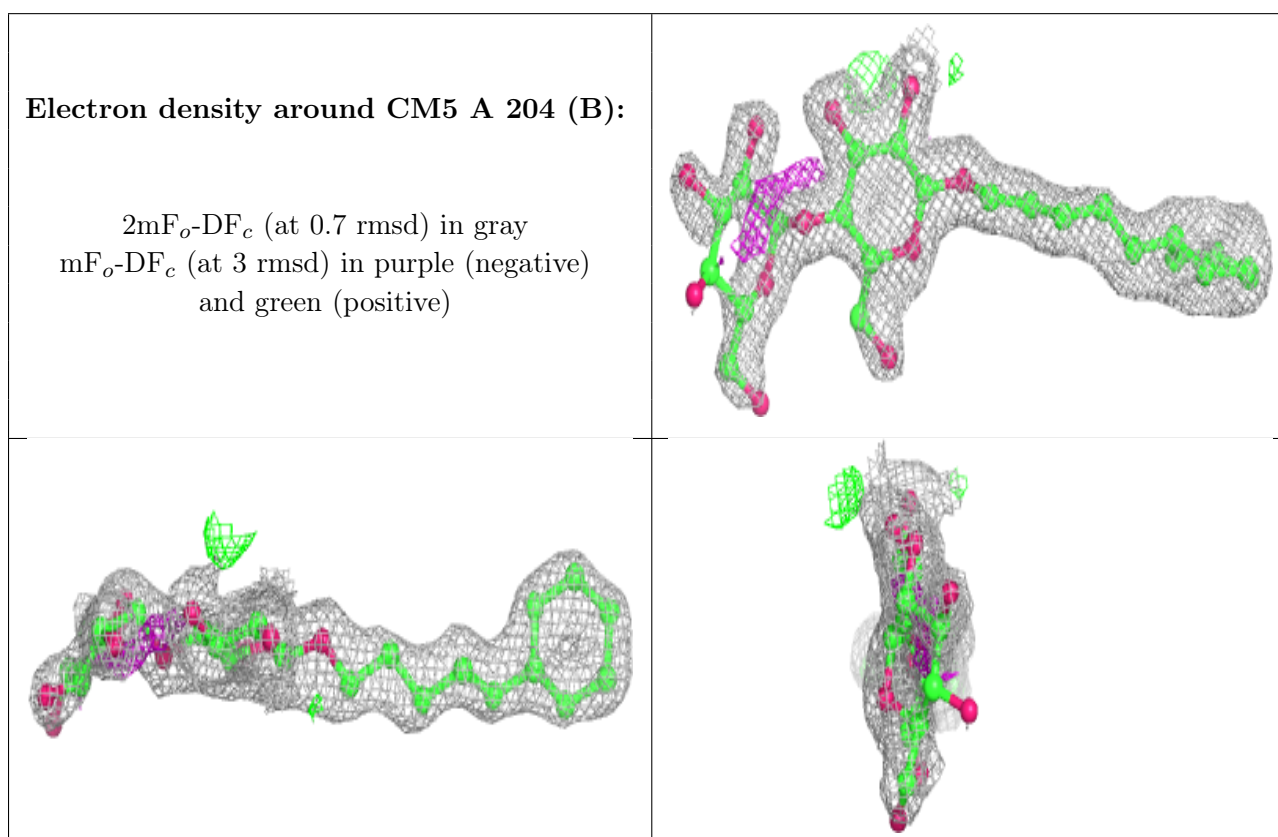 Electron density around CM5 A 204 (B):
2mFo-DFc (at 0.7 rmsd) in gray
mFo-DFc (at 3 rmsd) in purple (negative)
and green (positive)